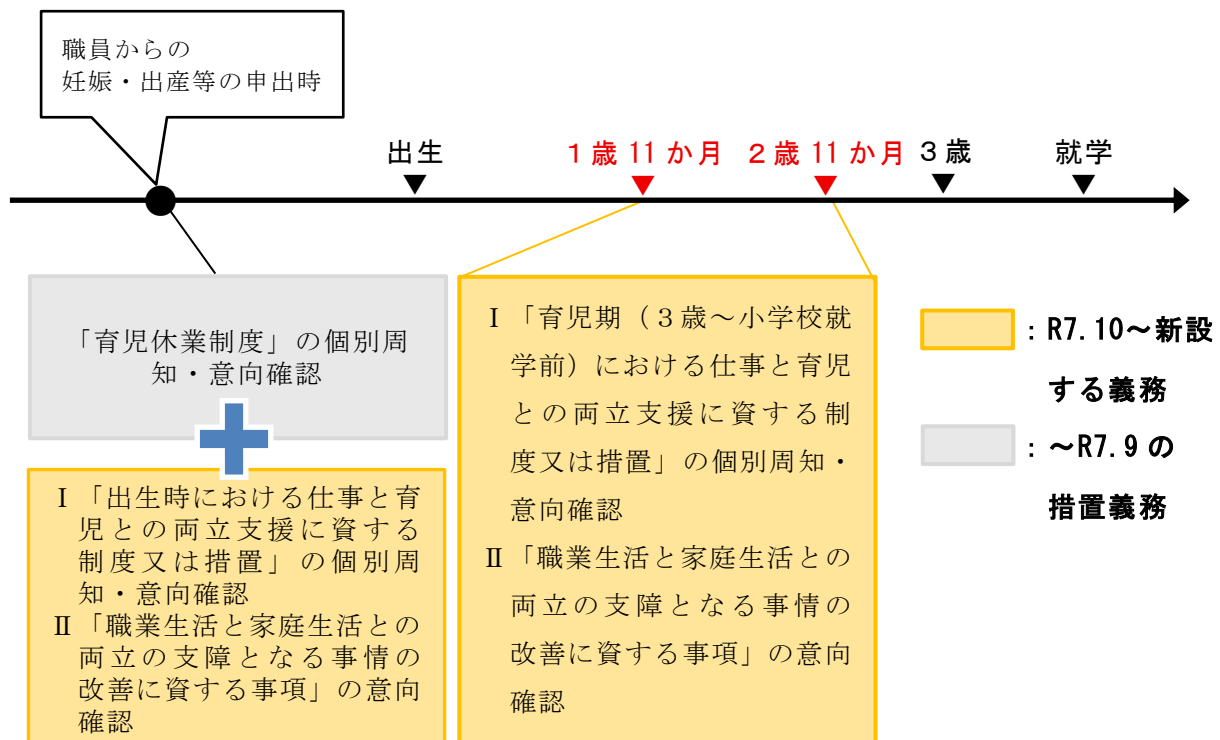 職員からの
妊娠・出産等の申出時
出生
１歳 11 か月
２歳 11 か月
３歳
就学
「育児休業制度」の個別周
知・意向確認
Ⅰ「出生時における仕事と育
児との両立支援に資する
制度又は措置」の個別周
知・意向確認
Ⅱ「職業生活と家庭生活との
両立の支障となる事情の
改善に資する事項」の意向
確認
Ⅰ「育児期（３歳～小学校就
学前）における仕事と育児
との両立支援に資する制
度又は措置」の個別周知・
意向確認
Ⅱ「職業生活と家庭生活との
両立の支障となる事情の
改善に資する事項」の意向
確認
：R7.10～新設
する義務
：～R7.9 の
措置義務